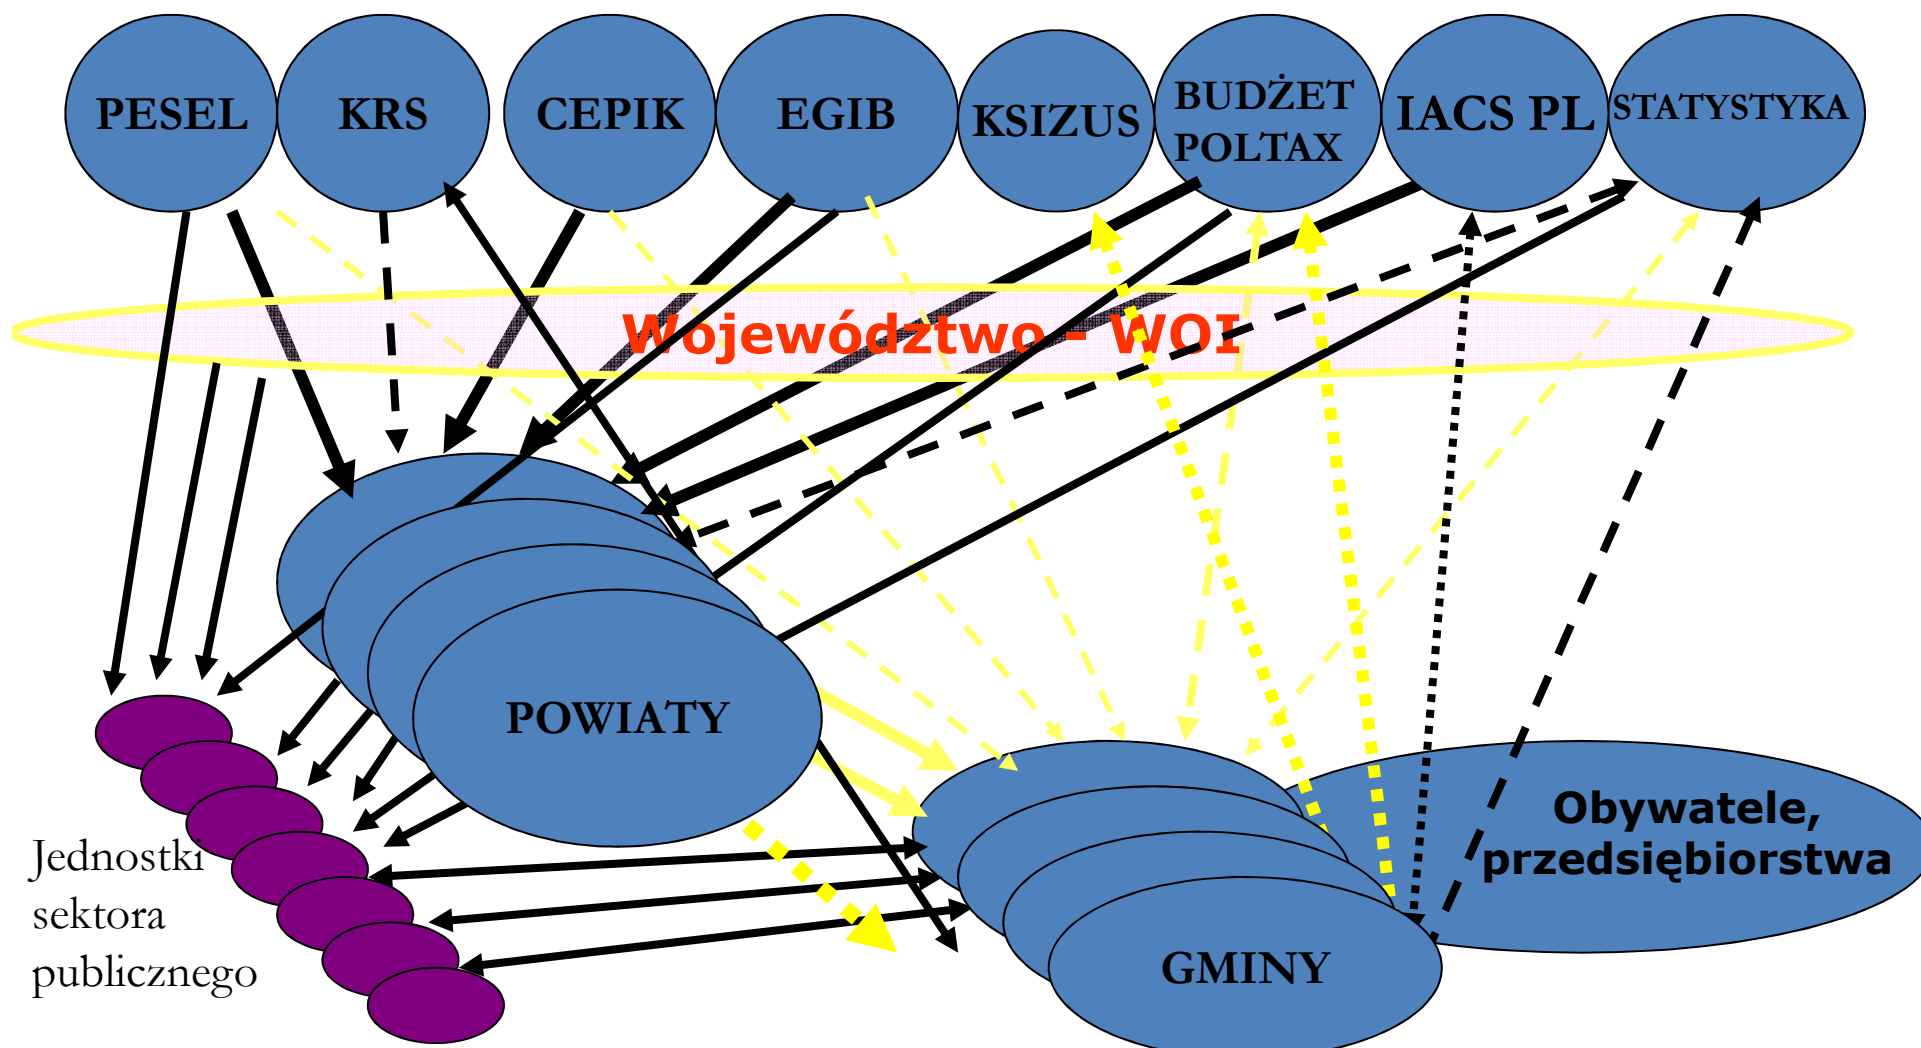 PESEL
KRS
CEPIK
EGIB
KSIZUS
BUDŻET
POLTAX
IACS PL
STATYSTYKA
Województwo - WOI
POWIATY
Obywatele,
przedsiębiorstwa
Jednostki
sektora
publicznego
GMINY